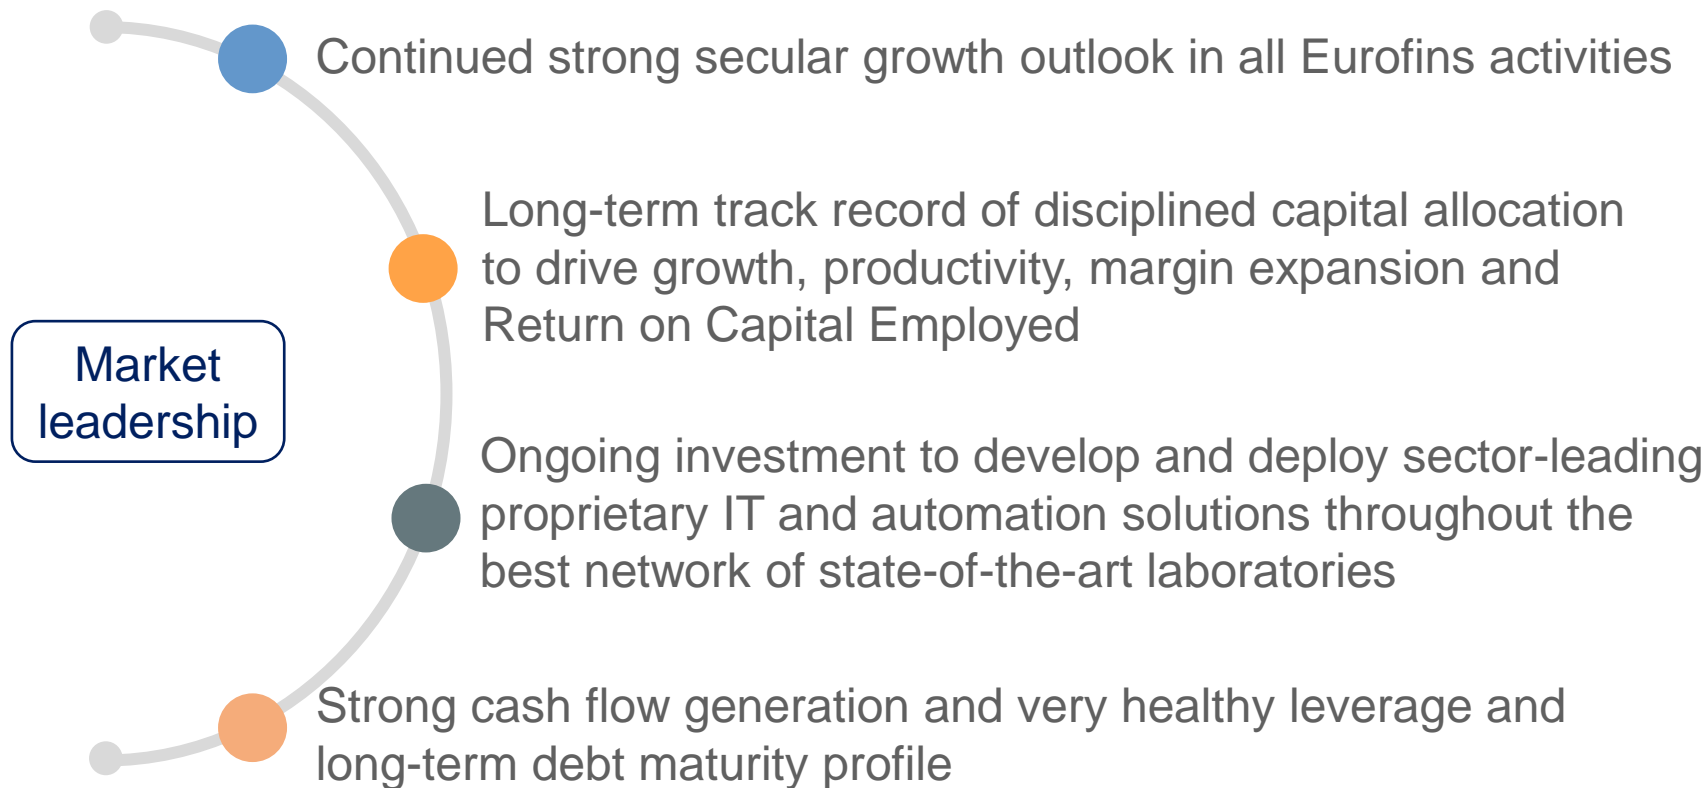 Continued strong secular growth outlook in all Eurofins activities
Long-term track record of disciplined capital allocation
to drive growth, productivity, margin expansion and
Return on Capital Employed
Market
leadership
Ongoing investment to develop and deploy sector-leading
proprietary IT and automation solutions throughout the
best network of state-of-the-art laboratories
Strong cash flow generation and very healthy leverage and
long-term debt maturity profile